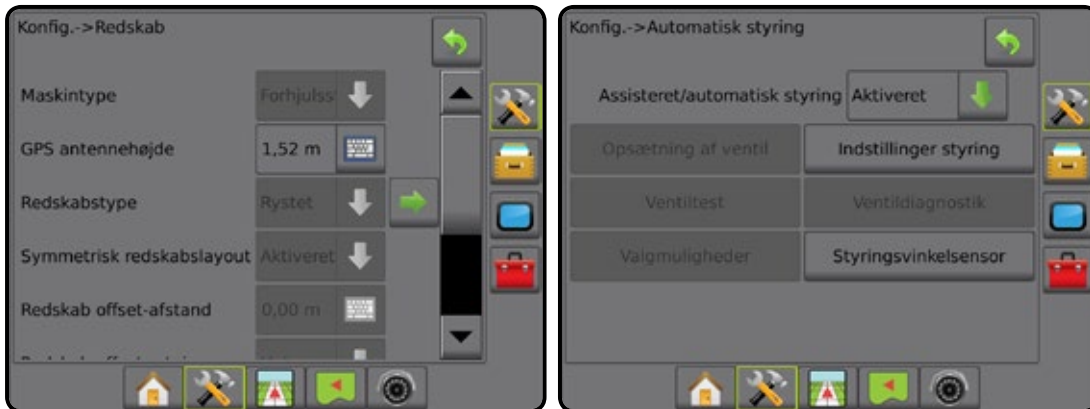 Konfig.->Redskab
Maskintype
Forhjulss
GPS antennehøjde
1,52 m
Redskabstype
Rystet
Symmetrisk redskabslayout
Aktiveret
Redskab offset-afstand
0,00 m
Konfig.->Automatisk styring
Assisteret/automatisk styring
Aktiveret
Opsætning af ventil
Indstillinger styring
Ventiltest
Ventildiagnostik
Valgmuligheder
Styringsvinkelsensor